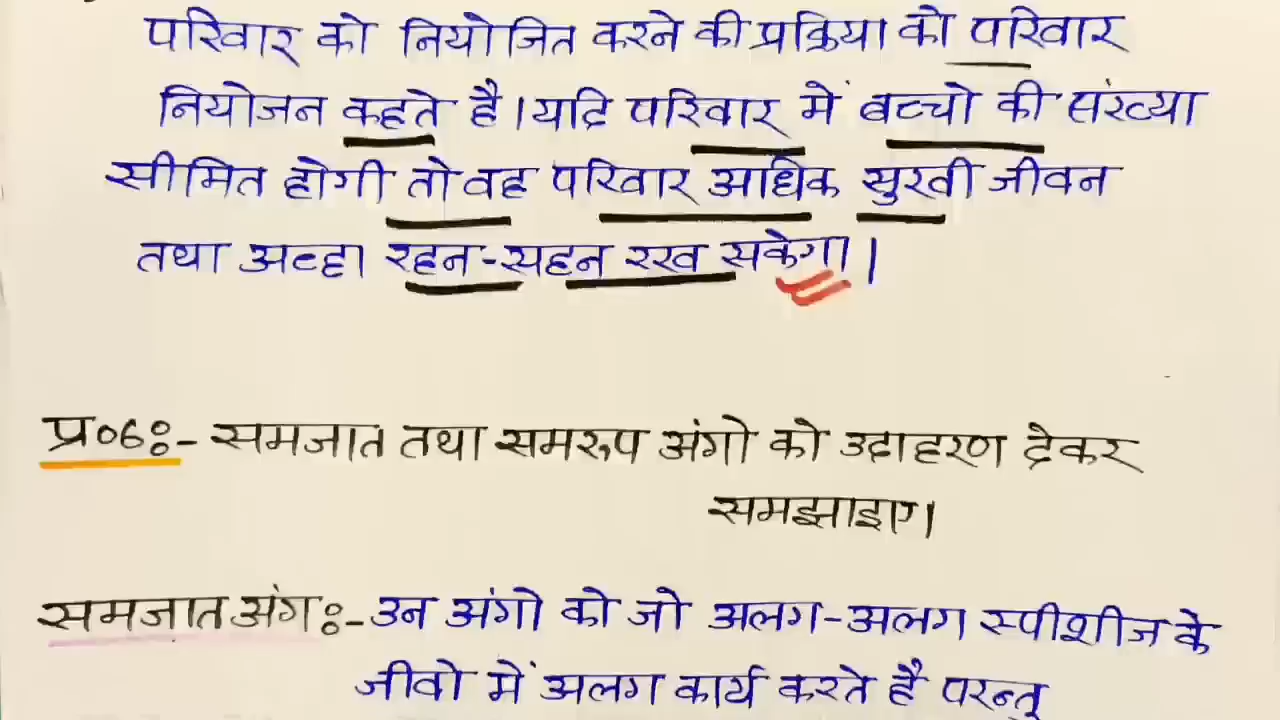 परिवार को नियोजित करने की प्रक्रिया को परिवार
नियोजन कहते है। यदि परिवार में बच्चो की संख्या
सीमित होगी तो वह परिवार अधिक सुखी जीवन
तथा अच्छा रहन-सहन रख सकेगा।
प्र०6ः- समजात तथा समरुप अंगो को उदाहरण देकर
समझाइए।
समजात अंगः- उन अंगो को जो अलग-अलग स्पीशीज के
जीवो में अलग कार्य करते है परन्तु